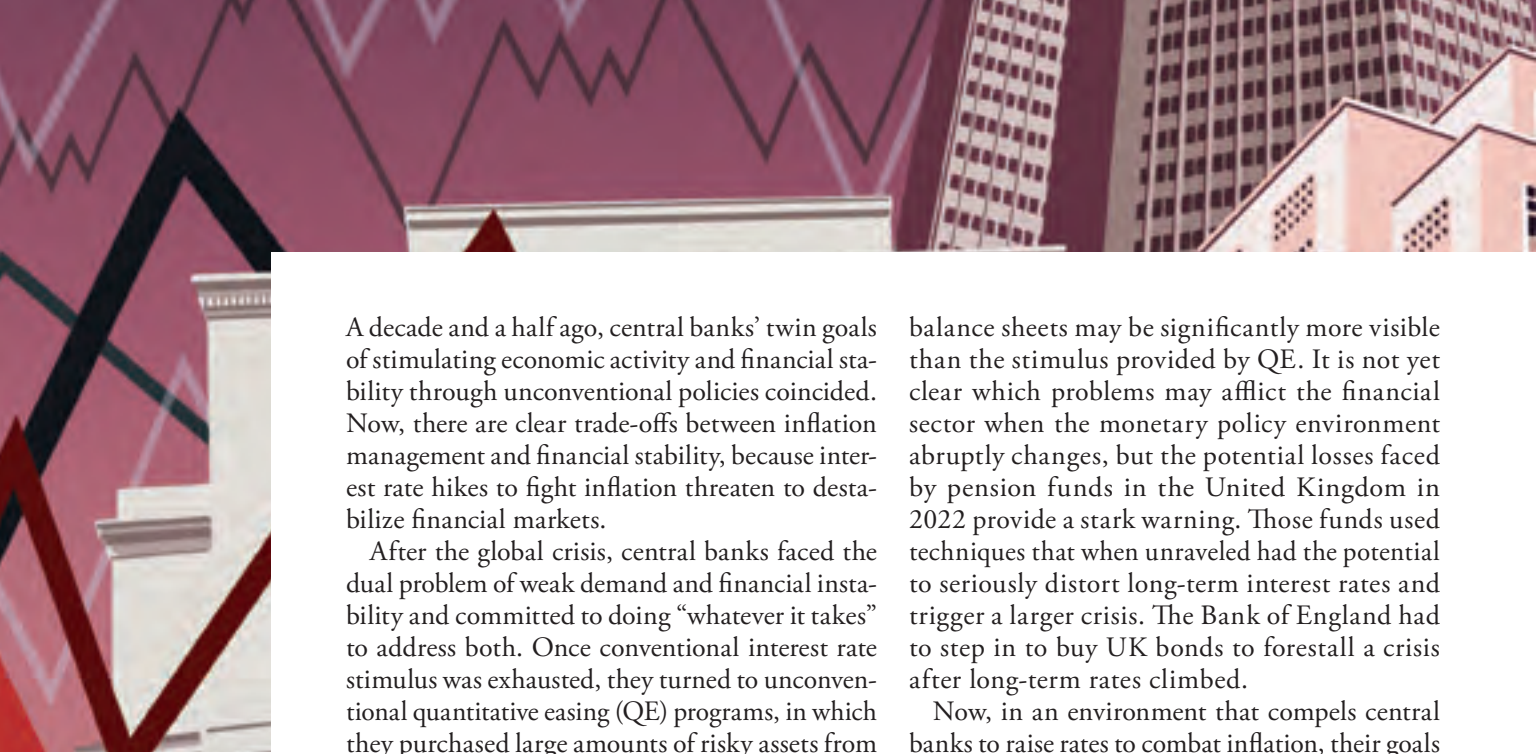 A decade and a half ago, central banks’ twin goals
of stimulating economic activity and financial sta-
bility through unconventional policies coincided.
Now, there are clear trade-offs between inflation
management and financial stability, because inter-
est rate hikes to fight inflation threaten to desta-
bilize financial markets.
After the global crisis, central banks faced the
dual problem of weak demand and financial insta-
bility and committed to doing “whatever it takes”
to address both. Once conventional interest rate
stimulus was exhausted, they turned to unconven-
tional quantitative easing (QE) programs, in which
they purchased large amounts of risky assets from
balance sheets may be significantly more visible
than the stimulus provided by QE. It is not yet
clear which problems may afflict the financial
sector when the monetary policy environment
abruptly changes, but the potential losses faced
by pension funds in the United Kingdom in
2022 provide a stark warning. Those funds used
techniques that when unraveled had the potential
to seriously distort long-term interest rates and
trigger a larger crisis. The Bank of England had
to step in to buy UK bonds to forestall a crisis
after long-term rates climbed.
Now, in an environment that compels central
banks to raise rates to combat inflation, their goals